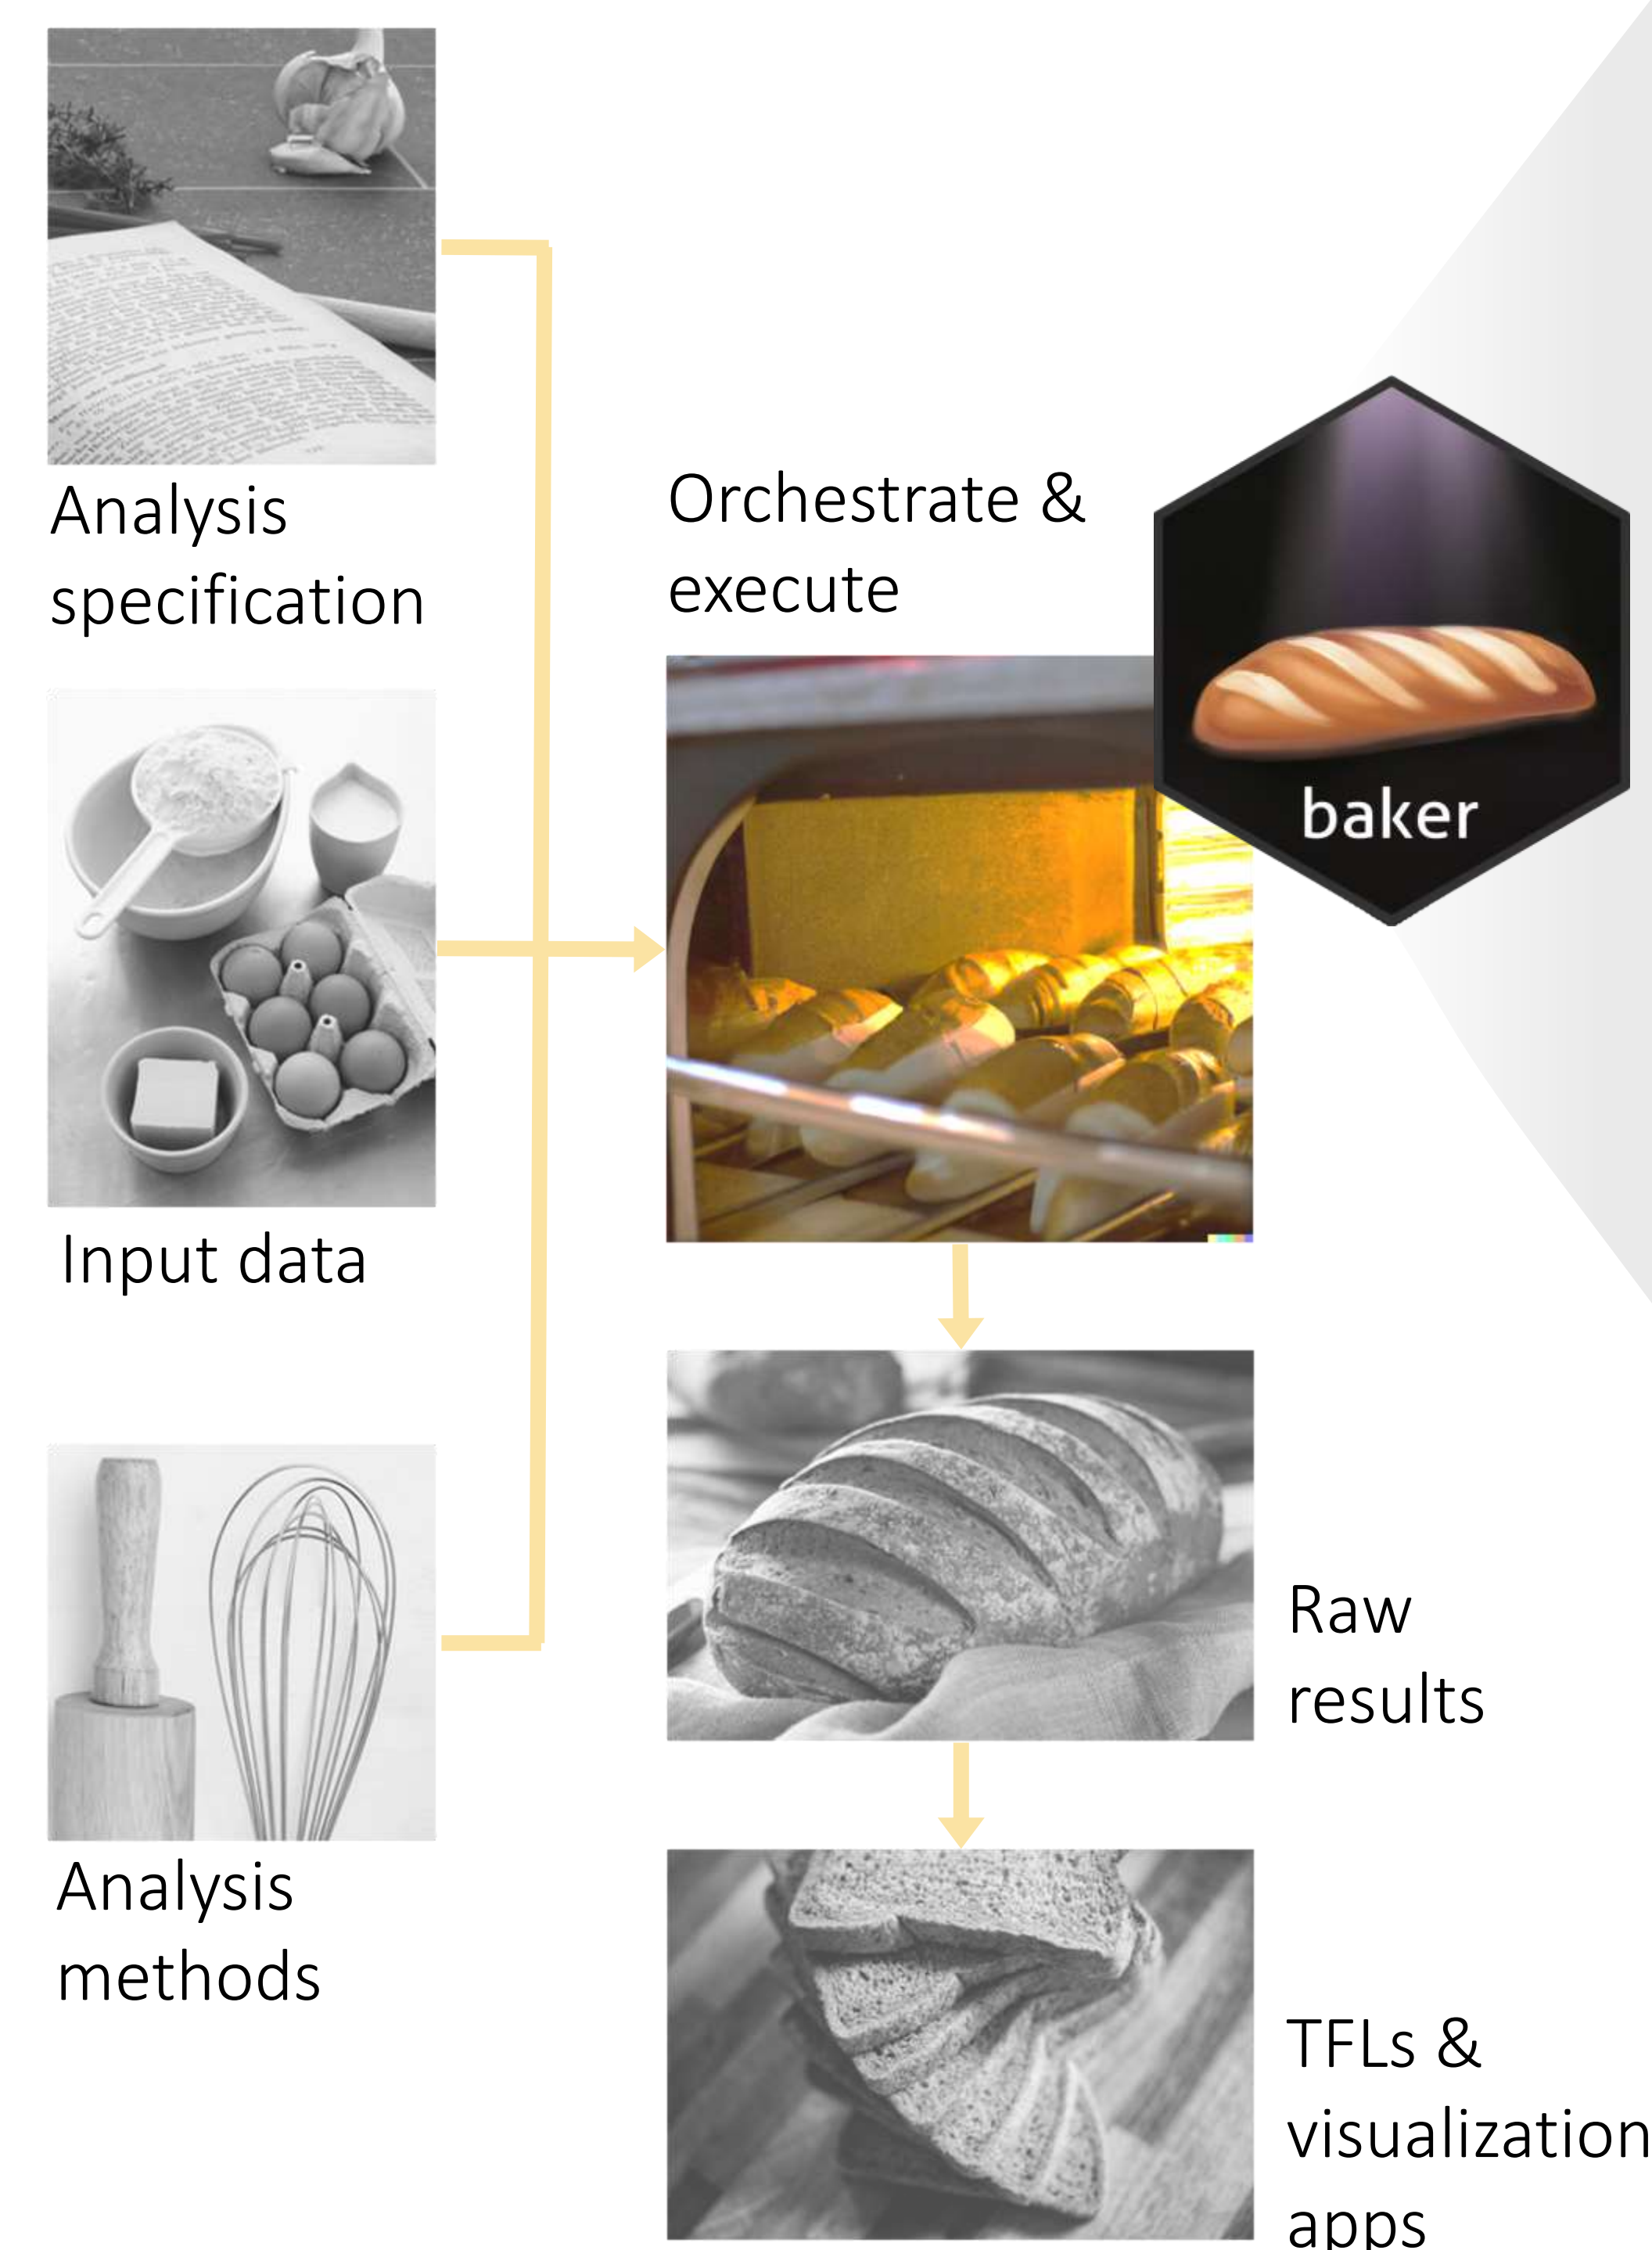 Analysis
specification
Orchestrate &
execute
baker
Input data
Raw
results
Analysis
methods
TFLs &
visualization
apps